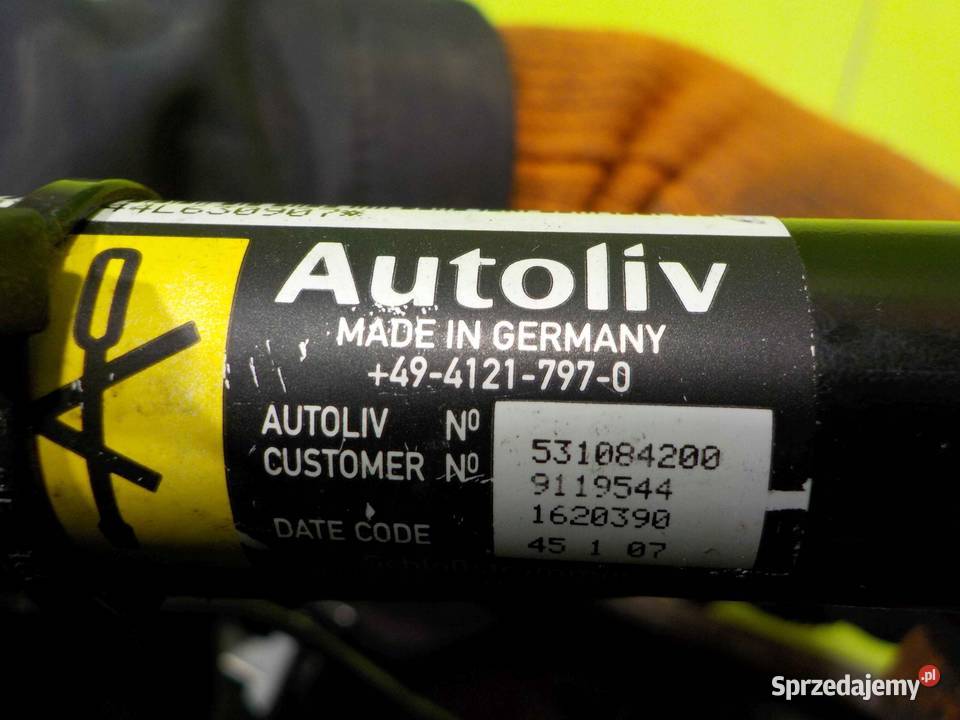 Autoliv
MADE IN GERMANY
+49-4121-797-0
AUTOLIV Nº 531084200
CUSTOMER Nº 9119544
1620390
DATE CODE 45 1 07
Sprzedajemy.pl